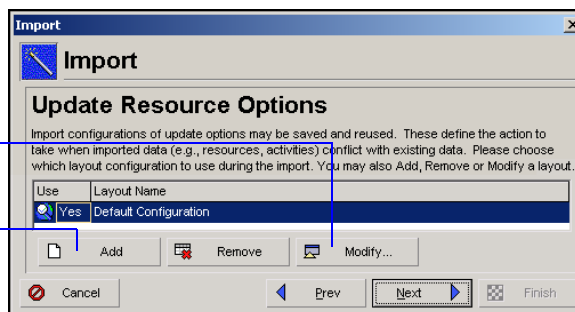 Import
Import
Update Resource Options
Import configurations of update options may be saved and reused. These define the action to
take when imported data (e.g., resources, activities) conflict with existing data. Please choose
which layout configuration to use during the import. You may also Add, Remove or Modify a layout.
Use Layout Name
Yes Default Configuration
Add Remove Modify...
Cancel Prev Next Finish